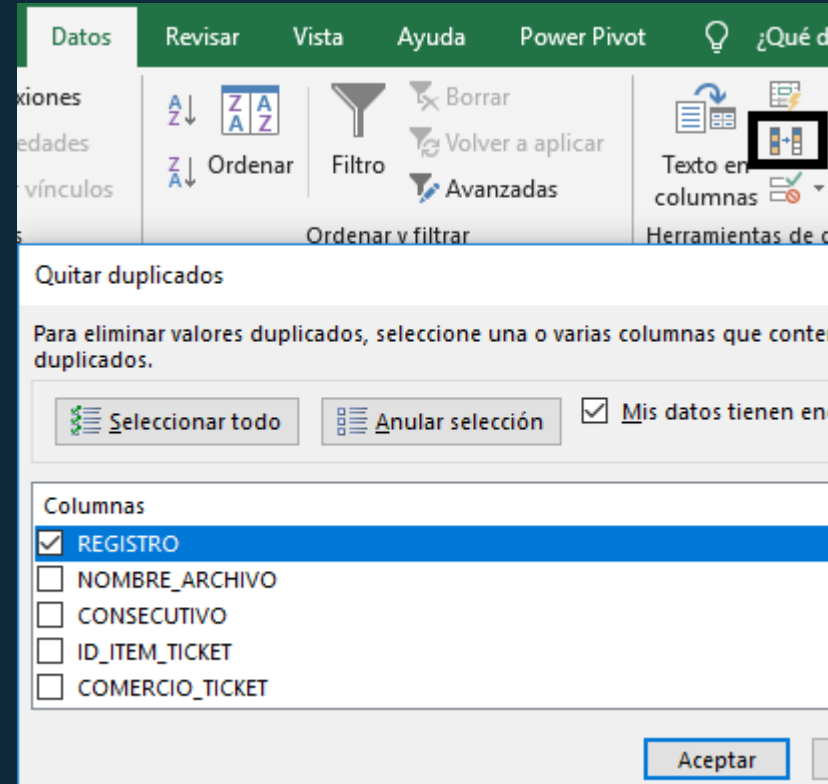 Datos Revisar Vista Ayuda Power Pivot ¿Qué d
xiones
edades
vínculos
s
A Z
Z A
Z A
A Z
Ordenar
Filtro
Borrar
Volver a aplicar
Avanzadas
Texto en
columnas
Ordenar y filtrar Herramientas de d
Quitar duplicados
Para eliminar valores duplicados, seleccione una o varias columnas que conte
duplicados.
Seleccionar todo Anular selección Mis datos tienen en
Columnas
REGISTRO
NOMBRE_ARCHIVO
CONSECUTIVO
ID_ITEM_TICKET
COMERCIO_TICKET
Aceptar